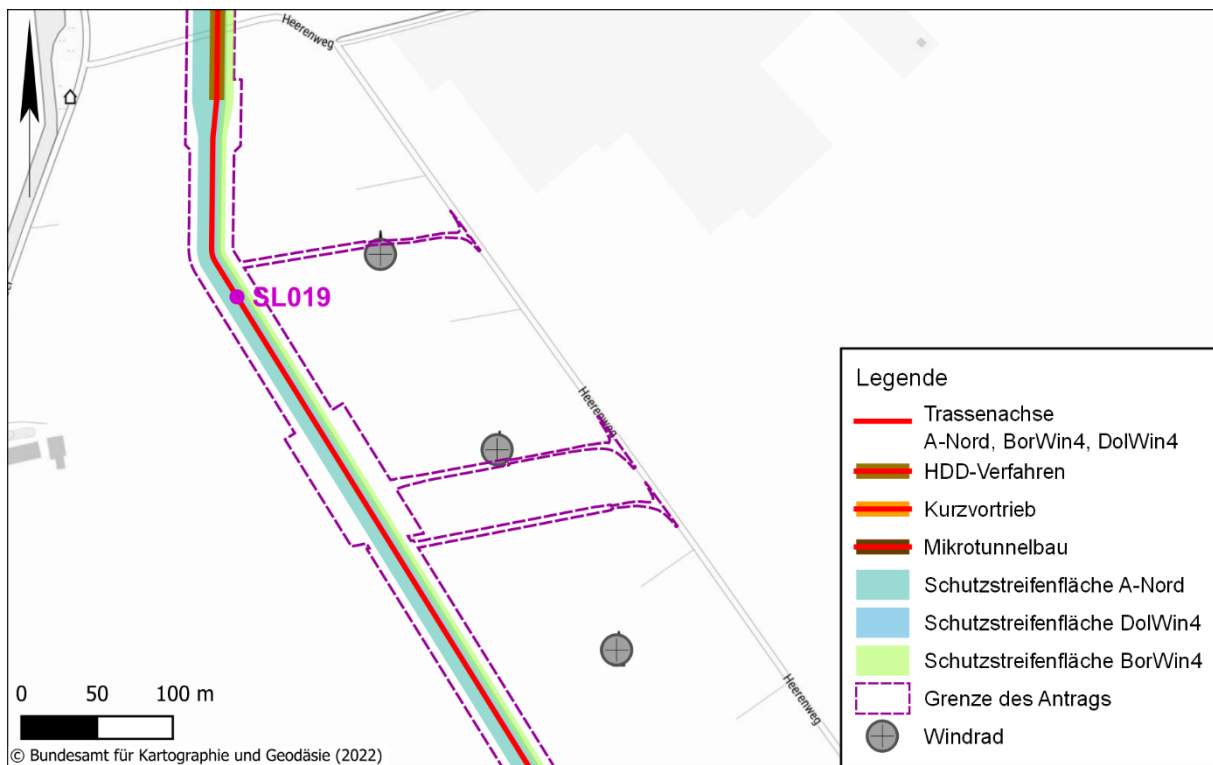 Heerenweg
SL019
Heerenweg
Heerenweg
Legende
Trassenachse
A-Nord, BorWin4, DolWin4
HDD-Verfahren
Kurzvortrieb
Mikrotunnelbau
Schutzstreifenfläche A-Nord
Schutzstreifenfläche DolWin4
Schutzstreifenfläche BorWin4
Grenze des Antrags
Windrad
0 50 100 m
© Bundesamt für Kartographie und Geodäsie (2022)